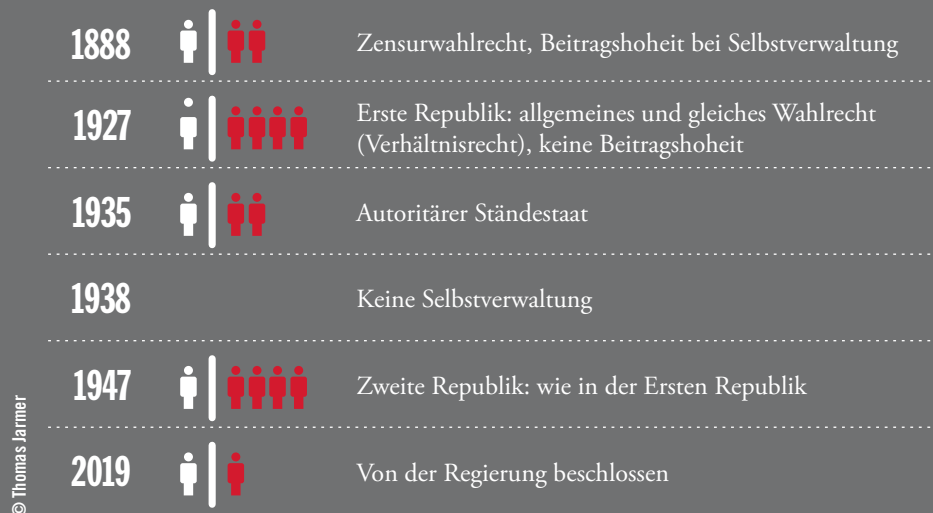 1888
Zensurwahlrecht, Beitragshoheit bei Selbstverwaltung
1927
Erste Republik: allgemeines und gleiches Wahlrecht
(Verhältnisrecht), keine Beitragshoheit
1935
Autoritärer Ständestaat
1938
Keine Selbstverwaltung
1947
Zweite Republik: wie in der Ersten Republik
2019
Von der Regierung beschlossen
© Thomas Jarmer